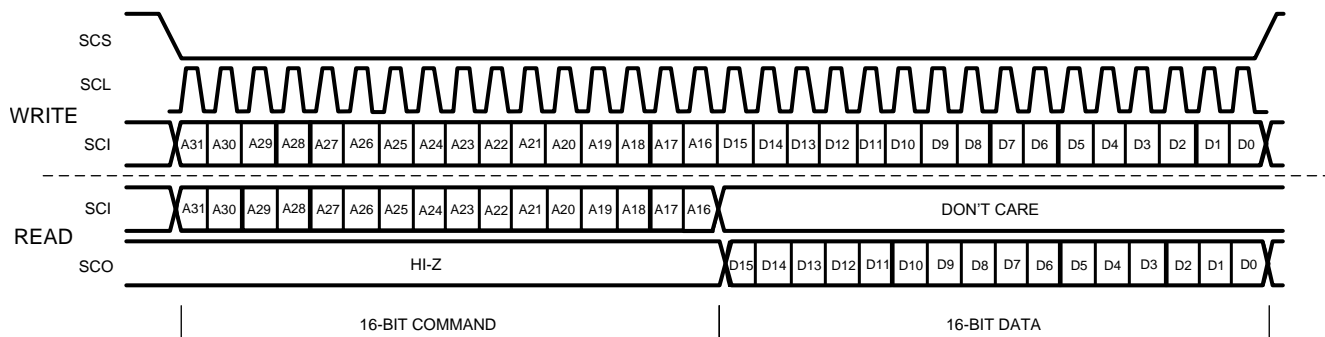 SCS
SCL
WRITE
SCI A31 A30 A29 A28 A27 A26 A25 A24 A23 A22 A21 A20 A19 A18 A17 A16 D15 D14 D13 D12 D11 D10 D9 D8 D7 D6 D5 D4 D3 D2 D1 D0
SCI A31 A30 A29 A28 A27 A26 A25 A24 A23 A22 A21 A20 A19 A18 A17 A16 DON'T CARE
READ
SCO HI-Z D15 D14 D13 D12 D11 D10 D9 D8 D7 D6 D5 D4 D3 D2 D1 D0
16-BIT COMMAND 16-BIT DATA